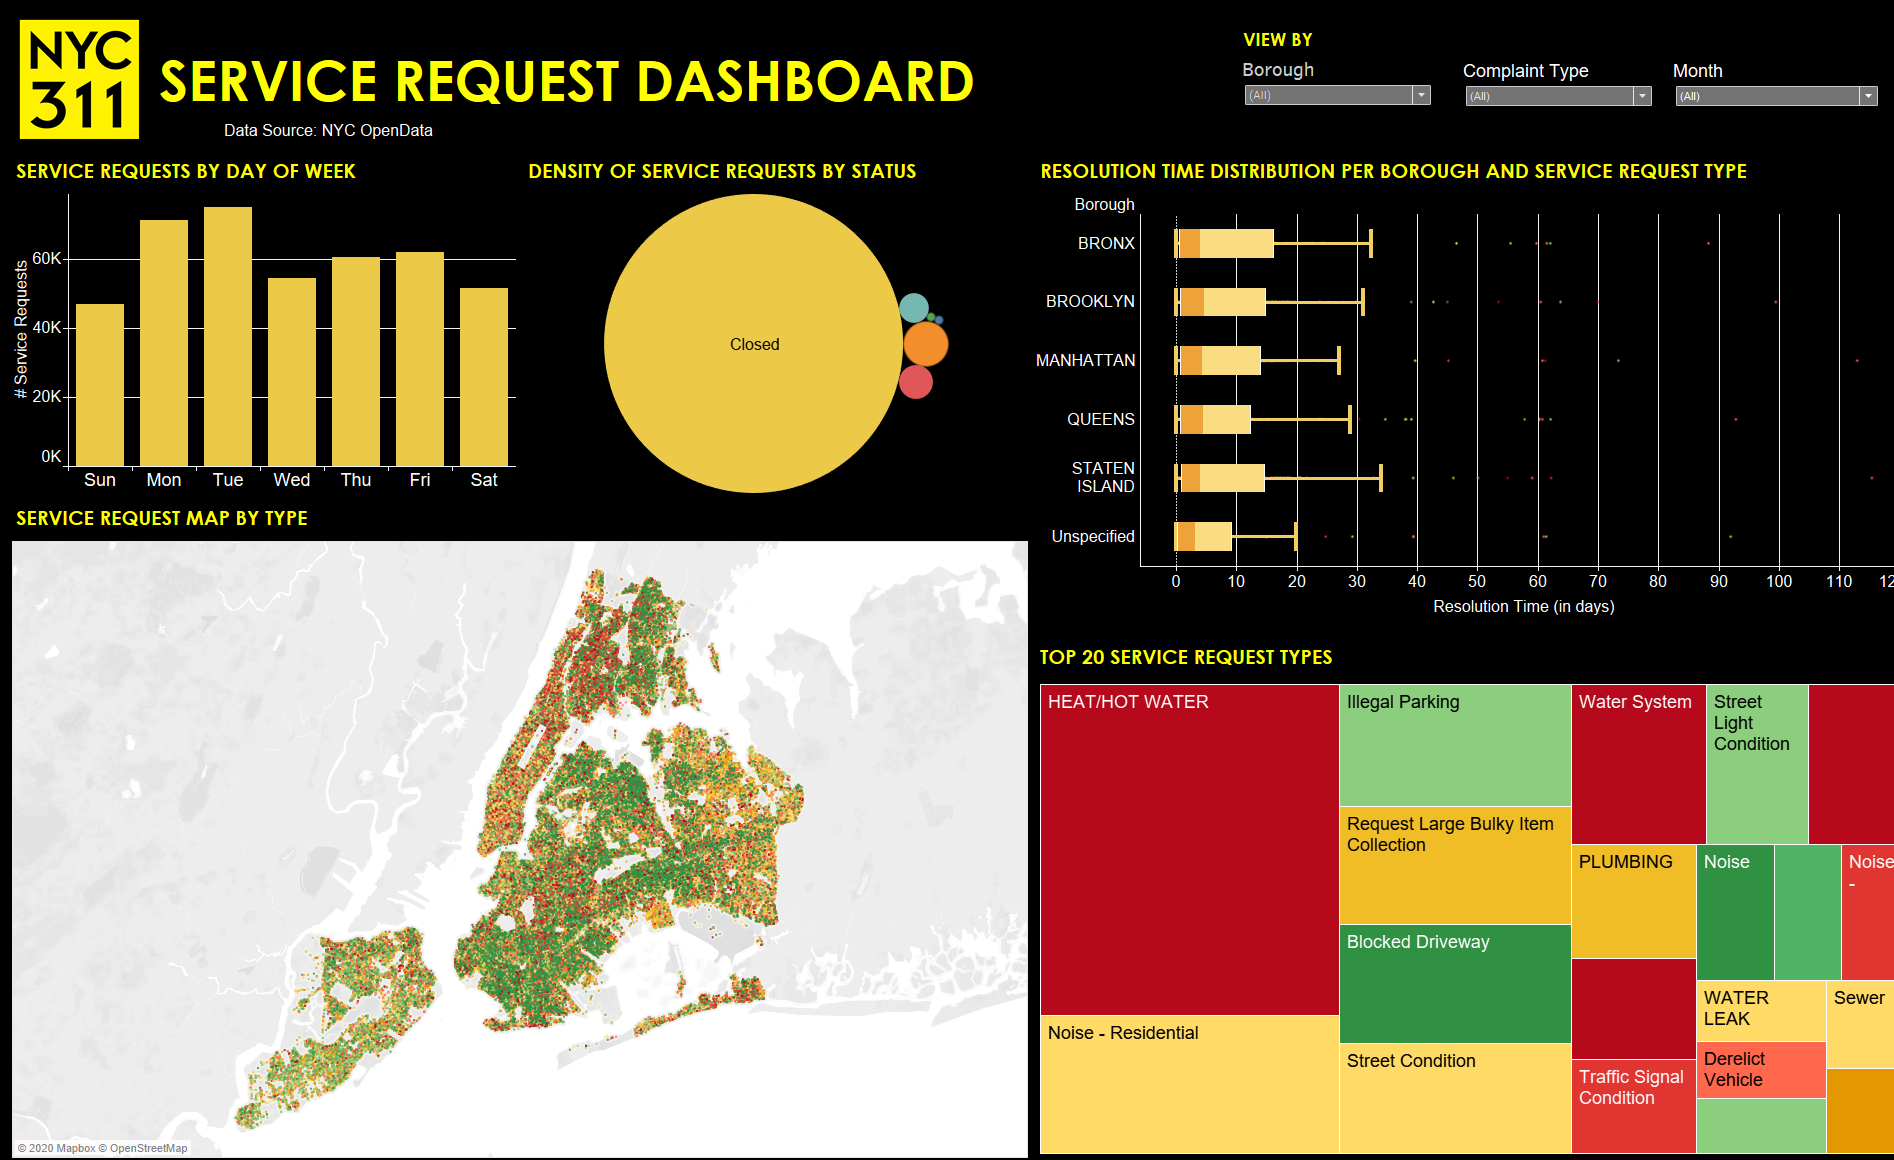 NYC
311
SERVICE REQUEST DASHBOARD
Data Source: NYC OpenData
VIEW BY
Borough
(All)
Complaint Type
(All)
Month
(All)
SERVICE REQUESTS BY DAY OF WEEK
# Service Requests
60K
40K
20K
0K
Sun Mon Tue Wed Thu Fri Sat
DENSITY OF SERVICE REQUESTS BY STATUS
Closed
RESOLUTION TIME DISTRIBUTION PER BOROUGH AND SERVICE REQUEST TYPE
Borough
BRONX
BROOKLYN
MANHATTAN
QUEENS
STATEN
ISLAND
Unspecified
0 10 20 30 40 50 60 70 80 90 100 110 12
Resolution Time (in days)
SERVICE REQUEST MAP BY TYPE
© 2020 Mapbox © OpenStreetMap
TOP 20 SERVICE REQUEST TYPES
HEAT/HOT WATER
Noise - Residential
Illegal Parking
Request Large Bulky Item
Collection
Blocked Driveway
Street Condition
Water System
PLUMBING
Traffic Signal
Condition
Street
Light
Condition
Noise
Noise
-
WATER
LEAK
Sewer
Derelict
Vehicle